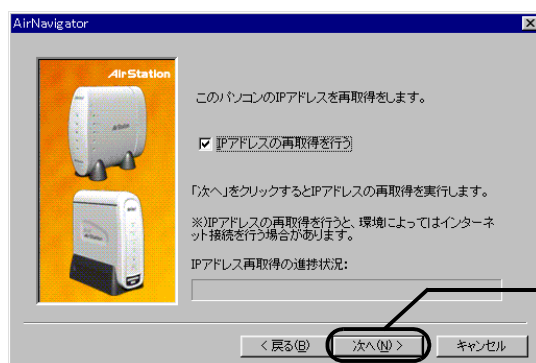 AirNavigator
AirStation
このパソコンのIPアドレスを再取得をします。
IPアドレスの再取得を行う
「次へ」をクリックするとIPアドレスの再取得を実行します。
※)IPアドレスの再取得を行うと、環境によってはインターネ
ット接続を行う場合があります。
IPアドレス再取得の進捗状況:
< 戻る(B)
次へ(N) >
キャンセル